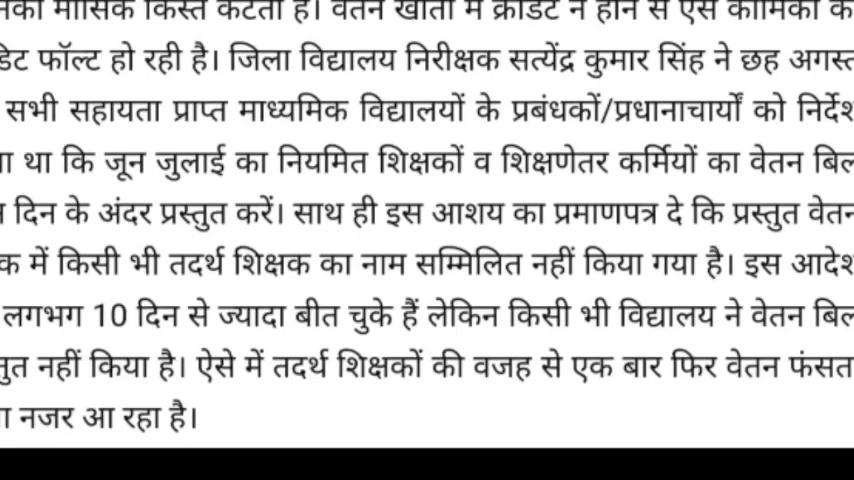 मासिक किस्त कटती है। वेतन खाता में क्रेडिट न होने से ऐसे कार्मिकों
फॉल्ट हो रही है। जिला विद्यालय निरीक्षक सत्येंद्र कुमार सिंह ने छह अगस्त
सभी सहायता प्राप्त माध्यमिक विद्यालयों के प्रबंधकों/प्रधानाचार्यों को निर्देश
था कि जून जुलाई का नियमित शिक्षकों व शिक्षणेतर कर्मियों का वेतन बिल
दिन के अंदर प्रस्तुत करें। साथ ही इस आशय का प्रमाणपत्र दे कि प्रस्तुत वेतन
में किसी भी तदर्थ शिक्षक का नाम सम्मिलित नहीं किया गया है। इस आदेश
लगभग 10 दिन से ज्यादा बीत चुके हैं लेकिन किसी भी विद्यालय ने वेतन बिल
नहीं किया है। ऐसे में तदर्थ शिक्षकों की वजह से एक बार फिर वेतन फंसत
नजर आ रहा है।